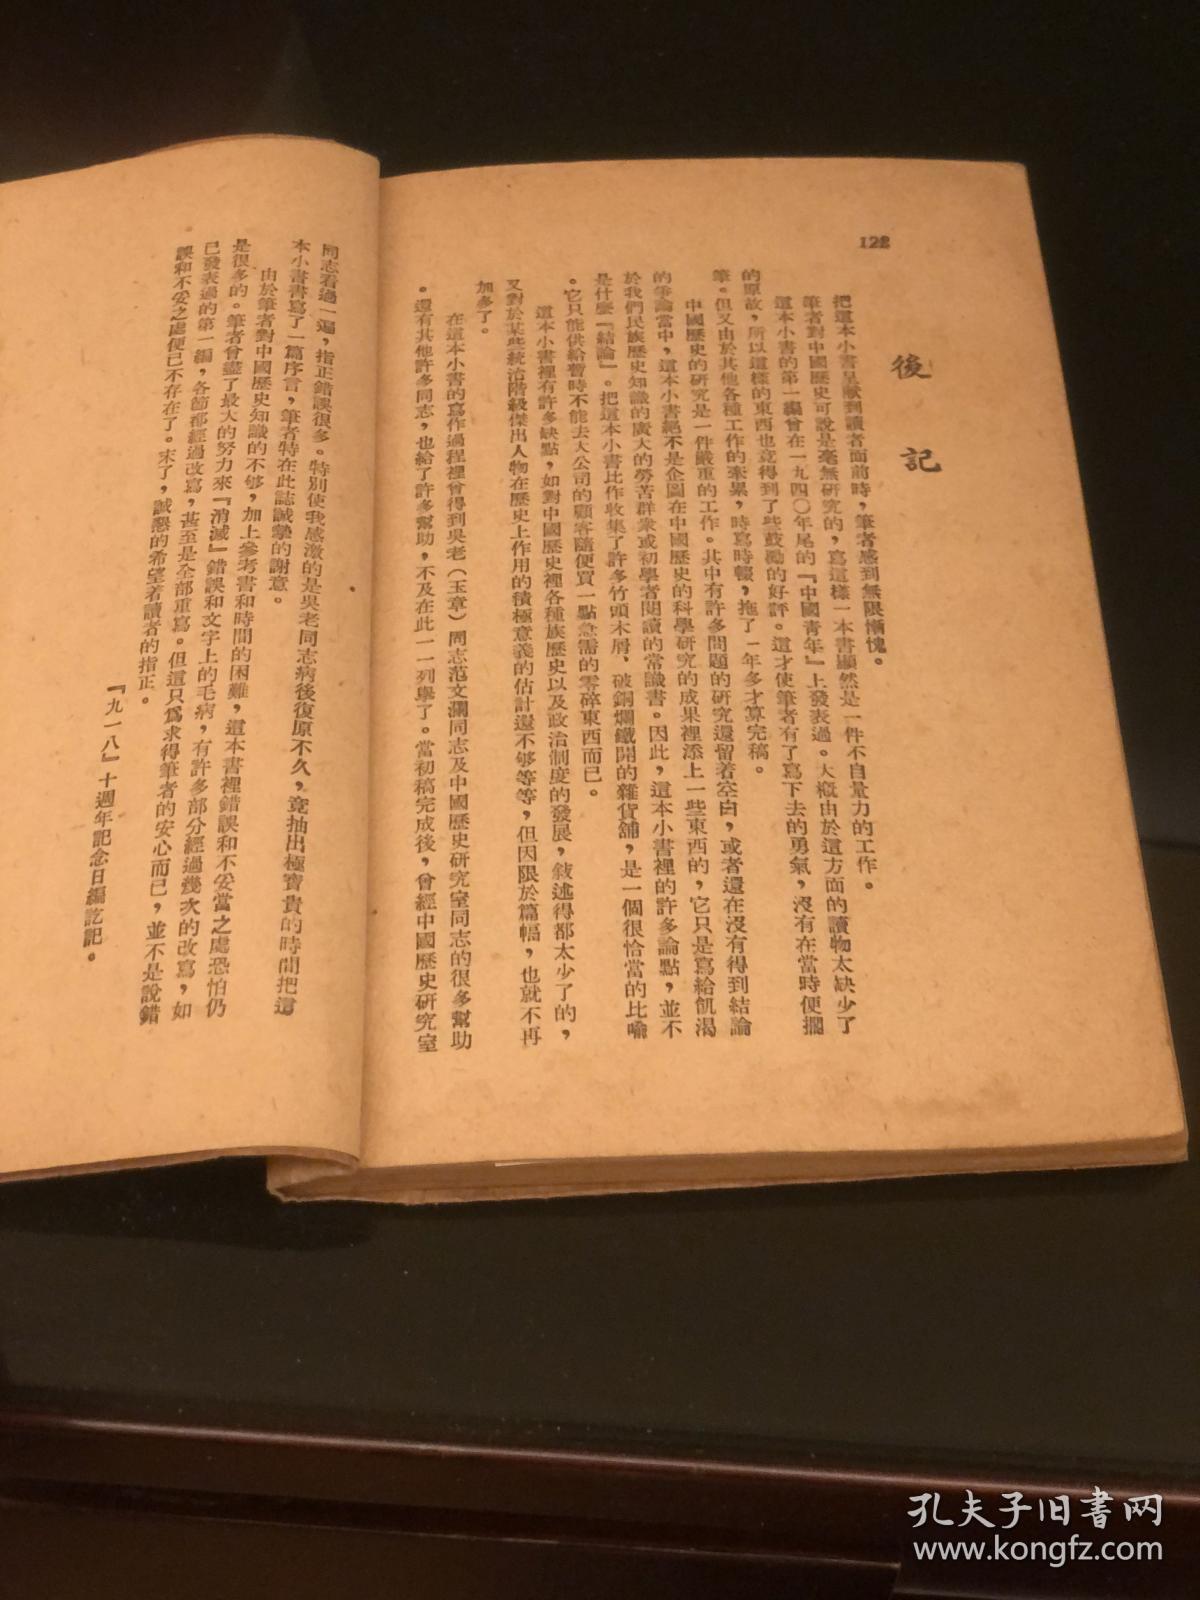 122
後記
把這本小書呈獻到讀者面前時，筆者感到無限慚愧。
筆者對中國歷史可說是毫無研究的，寫這樣一本書顯然是一件不自量力的工作。
這本小書的第一編曾在一九四〇年尾的『中國青年』上發表過。大概由於這方面的讀物太缺少了
的原故，所以這樣的東西也竟得到了些鼓勵的好評。這才使筆者有了寫下去的勇氣，沒有在當時便擱
筆。但又由於其他各種工作的牽累，時寫時輟，拖了一年多才算完稿。
中國歷史的研究是一件嚴重的工作。其中有許多問題的研究還留着空白，或者還在沒有得到結論
的爭論當中，這本小書絕不是企圖在中國歷史的科學研究的成果裡添上一些東西的，它只是寫給飢渴
於我們民族歷史知識的廣大的勞苦群衆或初學者閱讀的常識書。因此，這本小書裡的許多論點，並不
是什麼『結論』。把這本小書比作收集了許多竹頭木屑、破銅爛鐵開的雜貨舖，是一個很恰當的比喻
。它只能供給暫時不能去大公司的顧客隨便買一點急需的零碎東西而已。
這本小書裡有許多缺點，如對中國歷史裡各種族歷史以及政治制度的發展，敍述得都太少了的，
又對於某些統治階級傑出人物在歷史上作用的積極意義的估計還不够等等，但因限於篇幅，也就不再
加多了。
在這本小書的寫作過程裡曾得到吳老（玉章）同志范文瀾同志及中國歷史研究室同志的很多幫助
。還有其他許多同志，也給了許多幫助，不及在此一一列舉了。當初稿完成後，曾經中國歷史研究室
同志看過一遍，指正錯誤很多。特別使我感激的是吳老同志病後復原不久，竟抽出極寶貴的時間把這
本小書書寫了一篇序言，筆者特在此誌誠摯的謝意。
由於筆者對中國歷史知識的不够，加上參考書和時間的困難，這本書裡錯誤和不妥當之處恐怕仍
是很多的。筆者曾盡了最大的努力來『消滅』錯誤和文字上的毛病，有許多部分經過幾次的改寫，如
已發表過的第一編，各節都經過改寫，甚至是全部重寫。但這只爲求得筆者的安心而已，並不是說錯
誤和不妥之處便已不存在了。末了，誠懇的希望着讀者的指正。
『九一八』十週年記念日編訖記。
孔夫子旧书网
www.kongfz.com